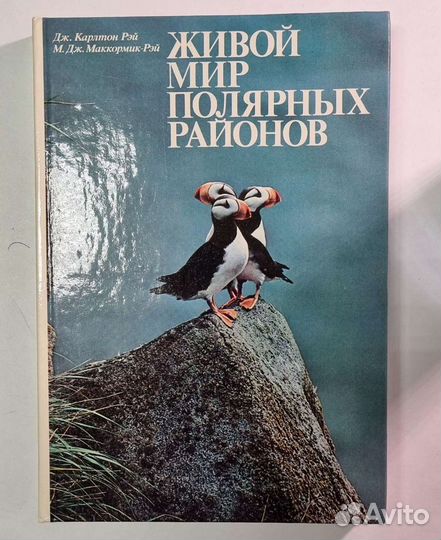 Дж. Карлтон Рэй
М. Дж. Маккормик-Рэй
ЖИВОЙ
МИР
ПОЛЯРНЫХ
РАЙОНОВ
Avito